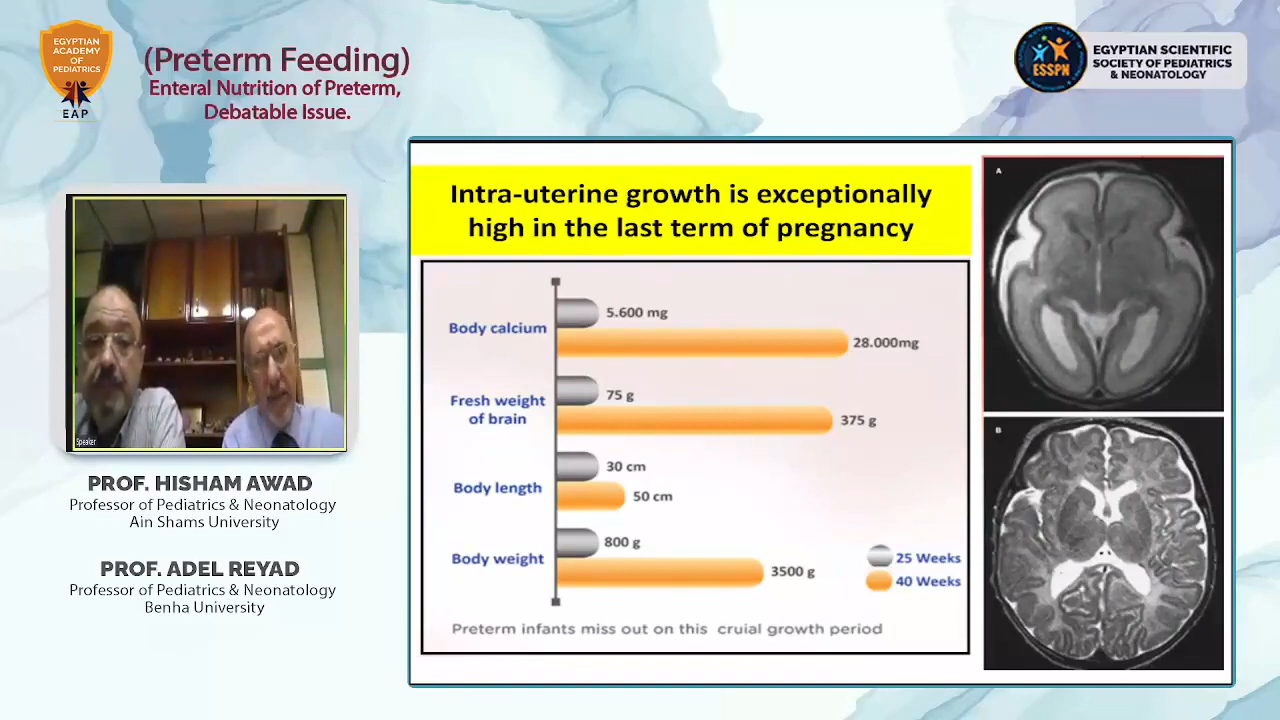 EGYPTIAN
ACADEMY
OF
PEDIATRICS
EAP
(Preterm Feeding)
Enteral Nutrition of Preterm,
Debatable Issue.
ESSPN
EGYPTIAN SCIENTIFIC
SOCIETY OF PEDIATRICS
& NEONATOLOGY
Speaker
PROF. HISHAM AWAD
Professor of Pediatrics & Neonatology
Ain Shams University
PROF. ADEL REYAD
Professor of Pediatrics & Neonatology
Benha University
Intra-uterine growth is exceptionally
high in the last term of pregnancy
Body calcium
5.600 mg
28.000mg
Fresh weight
of brain
75 g
375 g
Body length
30 cm
50 cm
Body weight
800 g
3500 g
25 Weeks
40 Weeks
Preterm infants miss out on this cruial growth period
A
B